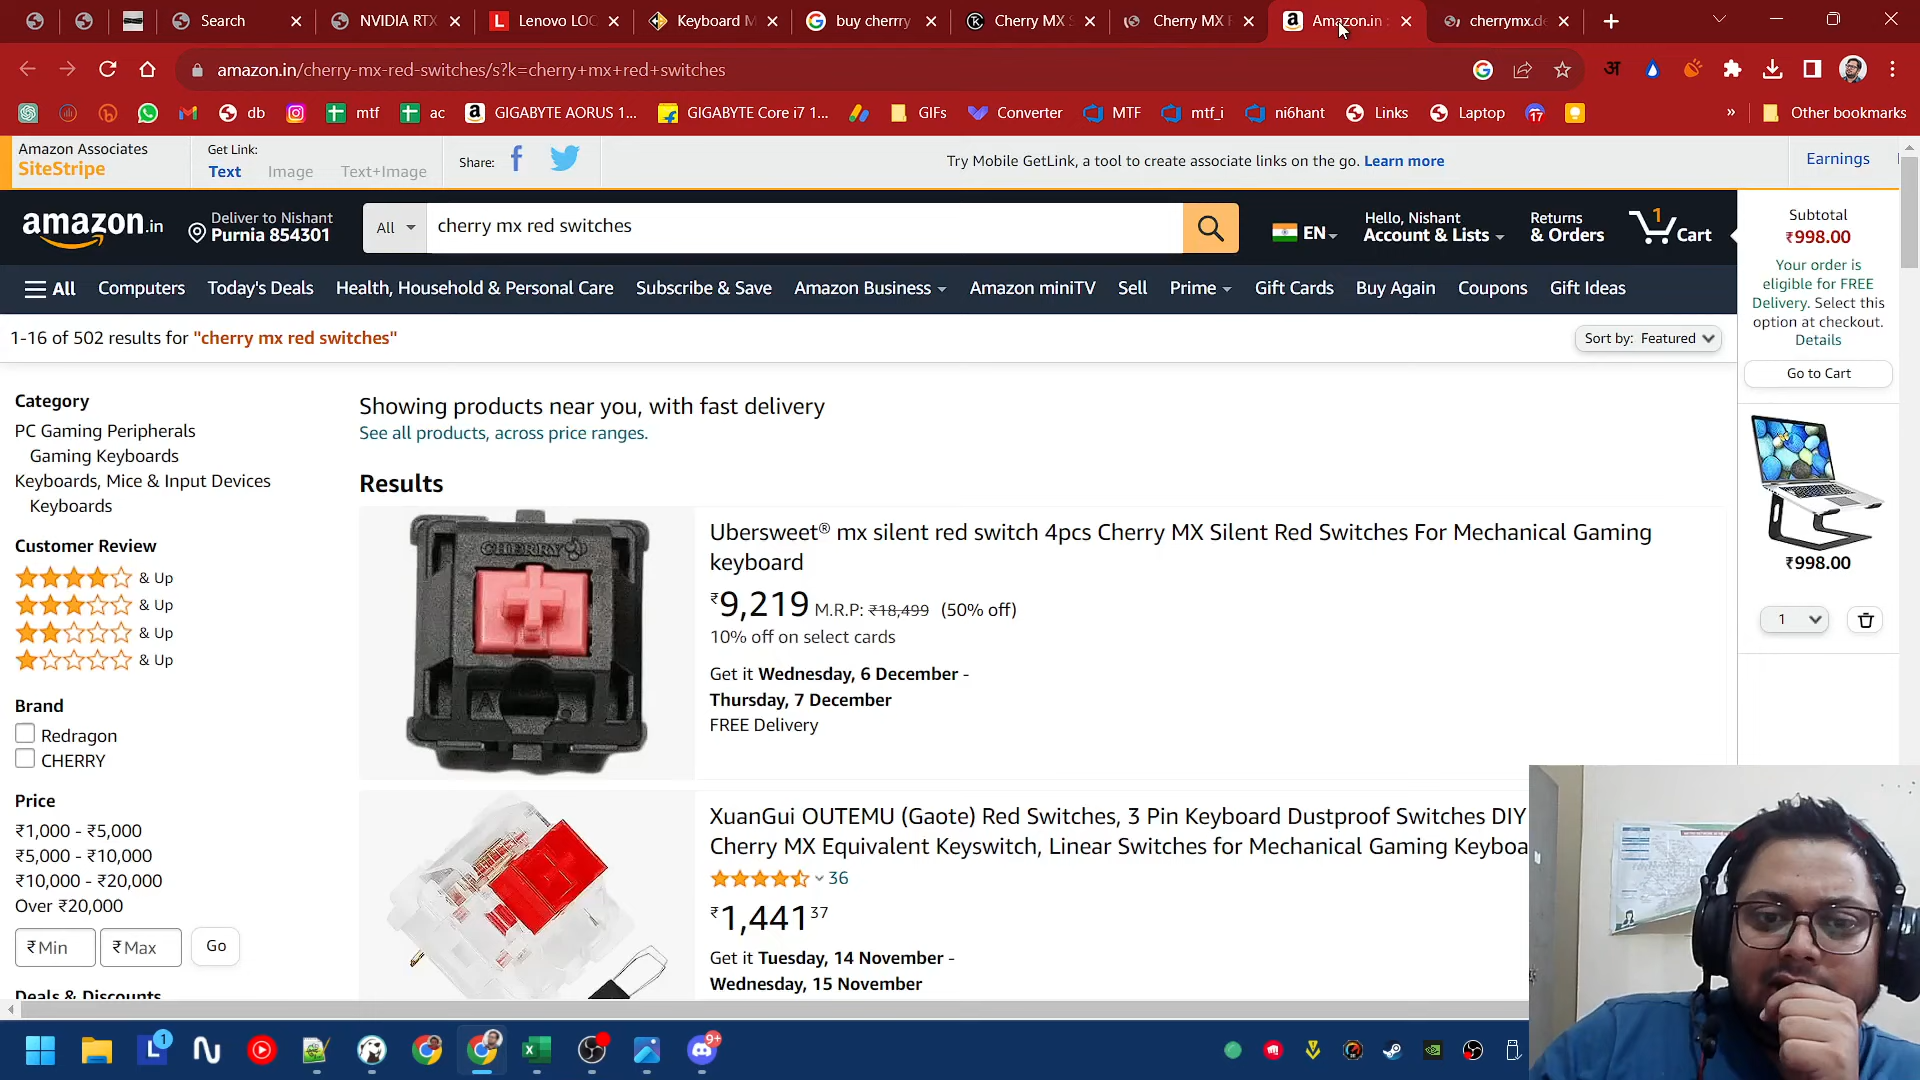 Search
NVIDIA RTX
Lenovo LOC
Keyboard M
buy cherrry
Cherry MX S
Cherry MX F
Amazon.in :
cherrymx.de
amazon.in/cherry-mx-red-switches/s?k=cherry+mx+red+switches
db
mtf
ac
GIGABYTE AORUS 1...
GIGABYTE Core i7 1...
GIFs
Converter
MTF
mtf_i
ni6hant
Links
Laptop
17
»
Other bookmarks
Amazon Associates
SiteStripe
Get Link:
Text Image Text+Image
Share:
Try Mobile GetLink, a tool to create associate links on the go. Learn more
Earnings
amazon.in
Deliver to Nishant
Purnia 854301
All
cherry mx red switches
EN
Hello, Nishant
Account & Lists
Returns
& Orders
1
Cart
Subtotal
₹998.00
Your order is
eligible for FREE
Delivery. Select this
option at checkout.
Details
Go to Cart
₹998.00
1
All Computers Today's Deals Health, Household & Personal Care Subscribe & Save Amazon Business Amazon miniTV Sell Prime Gift Cards Buy Again Coupons Gift Ideas
1-16 of 502 results for "cherry mx red switches"
Sort by: Featured
Category
PC Gaming Peripherals
Gaming Keyboards
Keyboards, Mice & Input Devices
Keyboards
Customer Review
& Up
& Up
& Up
& Up
Brand
Redragon
CHERRY
Price
₹1,000 - ₹5,000
₹5,000 - ₹10,000
₹10,000 - ₹20,000
Over ₹20,000
₹Min
₹Max
Go
Deals & Discounts
Showing products near you, with fast delivery
See all products, across price ranges.
Results
CHERRY
Ubersweet® mx silent red switch 4pcs Cherry MX Silent Red Switches For Mechanical Gaming
keyboard
₹9,219 M.R.P: ₹18,499 (50% off)
10% off on select cards
Get it Wednesday, 6 December -
Thursday, 7 December
FREE Delivery
XuanGui OUTEMU (Gaote) Red Switches, 3 Pin Keyboard Dustproof Switches DIY
Cherry MX Equivalent Keyswitch, Linear Switches for Mechanical Gaming Keyboa
36
₹1,441 37
Get it Tuesday, 14 November -
Wednesday, 15 November
1
9+